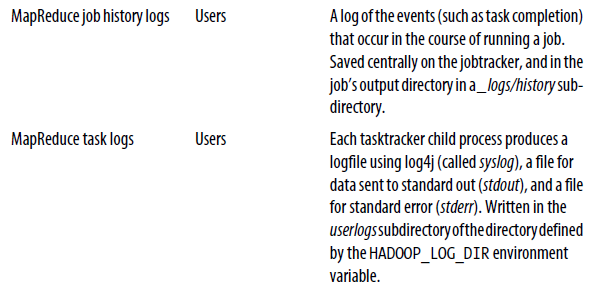 MapReduce job history logs Users A log of the events (such as task completion)
that occur in the course of running a job.
Saved centrally on the jobtracker, and in the
job's output directory in a _logs/history sub-
directory.
MapReduce task logs Users Each tasktracker child process produces a
logfile using log4j (called syslog), a file for
data sent to standard out (stdout), and a file
for standard error (stderr). Written in the
userlogs subdirectory of the directory defined
by the HADOOP_LOG_DIR environment
variable.